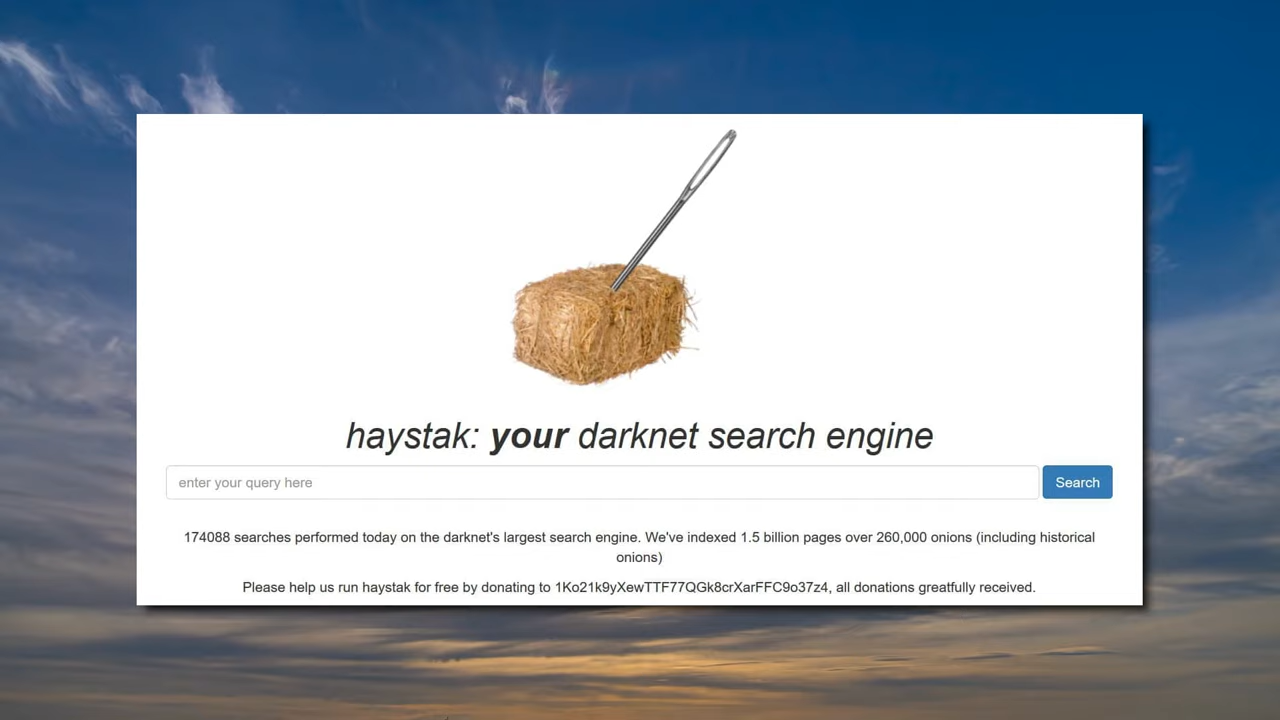 haystak: your darknet search engine
enter your query here
Search
174088 searches performed today on the darknet's largest search engine. We've indexed 1.5 billion pages over 260,000 onions (including historical
onions)
Please help us run haystak for free by donating to 1Ko21k9yXewTTF77QGk8crXarFFC9o37z4, all donations greatfully received.